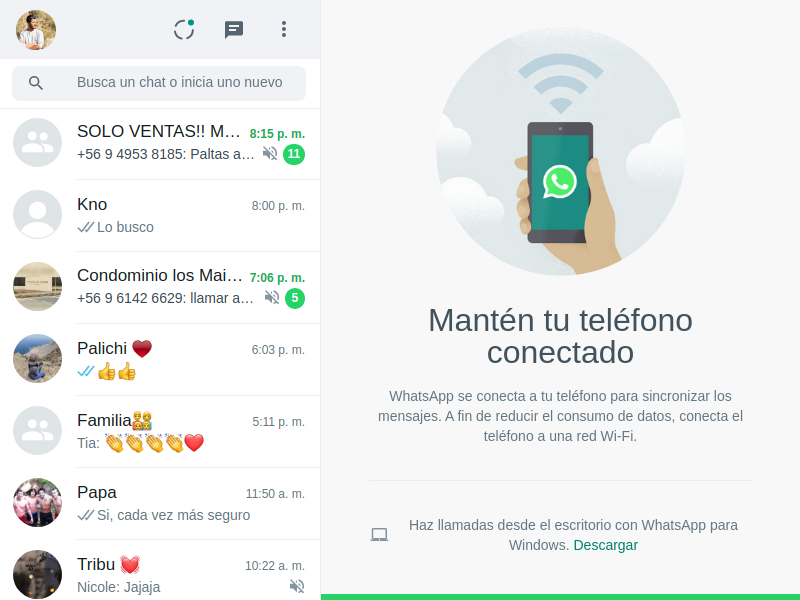 Busca un chat o inicia uno nuevo
SOLO VENTAS!! M… 8:15 p. m.
+56 9 4953 8185: Paltas a… 11
Kno 8:00 p. m.
Lo busco
Condominio los Mai… 7:06 p. m.
+56 9 6142 6629: llamar a… 5
Palichi ♥️ 6:03 p. m.
👍👍
Familia👨‍👩‍👧‍👦 5:11 p. m.
Tia: 👏👏👏👏❤️
Papa 11:50 a. m.
Si, cada vez más seguro
Tribu 💓 10:22 a. m.
Nicole: Jajaja
Mantén tu teléfono
conectado
WhatsApp se conecta a tu teléfono para sincronizar los
mensajes. A fin de reducir el consumo de datos, conecta el
teléfono a una red Wi-Fi.
Haz llamadas desde el escritorio con WhatsApp para
Windows. Descargar